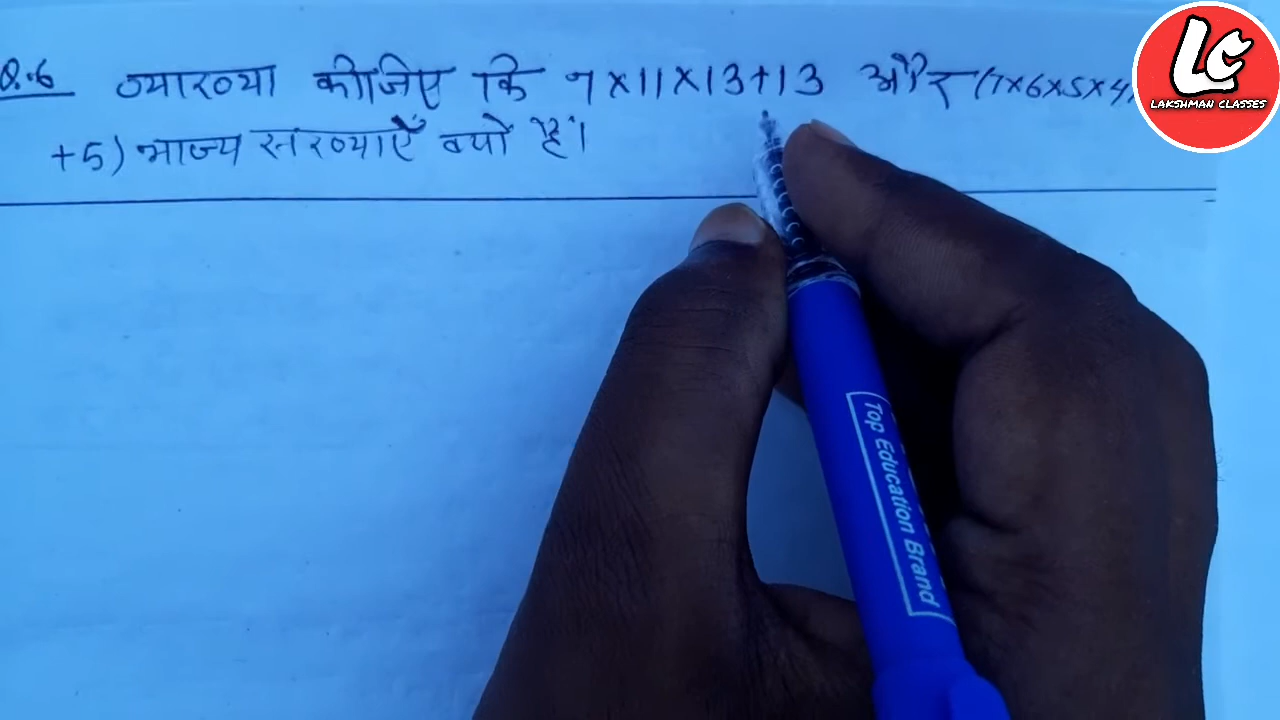 Q.6 व्याख्या कीजिए कि 7×11×13+13 और (7×6×5×4×
+5) भाज्य संख्याएँ क्यों हैं।
LC
LAKSHMAN CLASSES
Top Education Brand